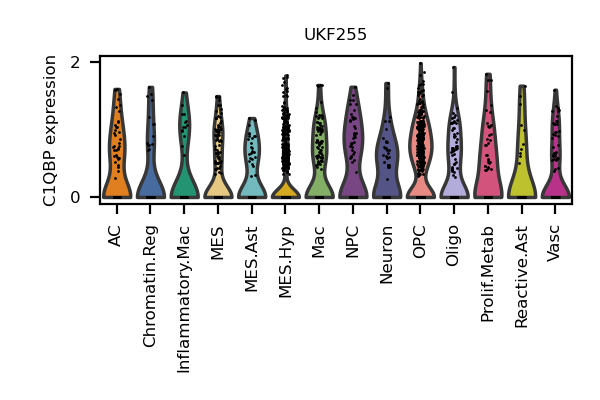 UKF255
C1QBP expression
2
0
AC
Chromatin.Reg
Inflammatory.Mac
MES
MES.Ast
MES.Hyp
Mac
NPC
Neuron
OPC
Oligo
Prolif.Metab
Reactive.Ast
Vasc